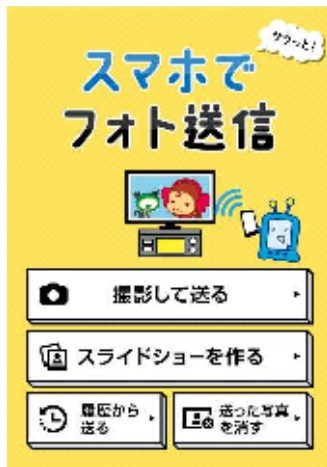 サクっと!
スマホで
フォト送信
撮影して送る
スライドショーを作る
履歴から
送る
送った写真
を消す